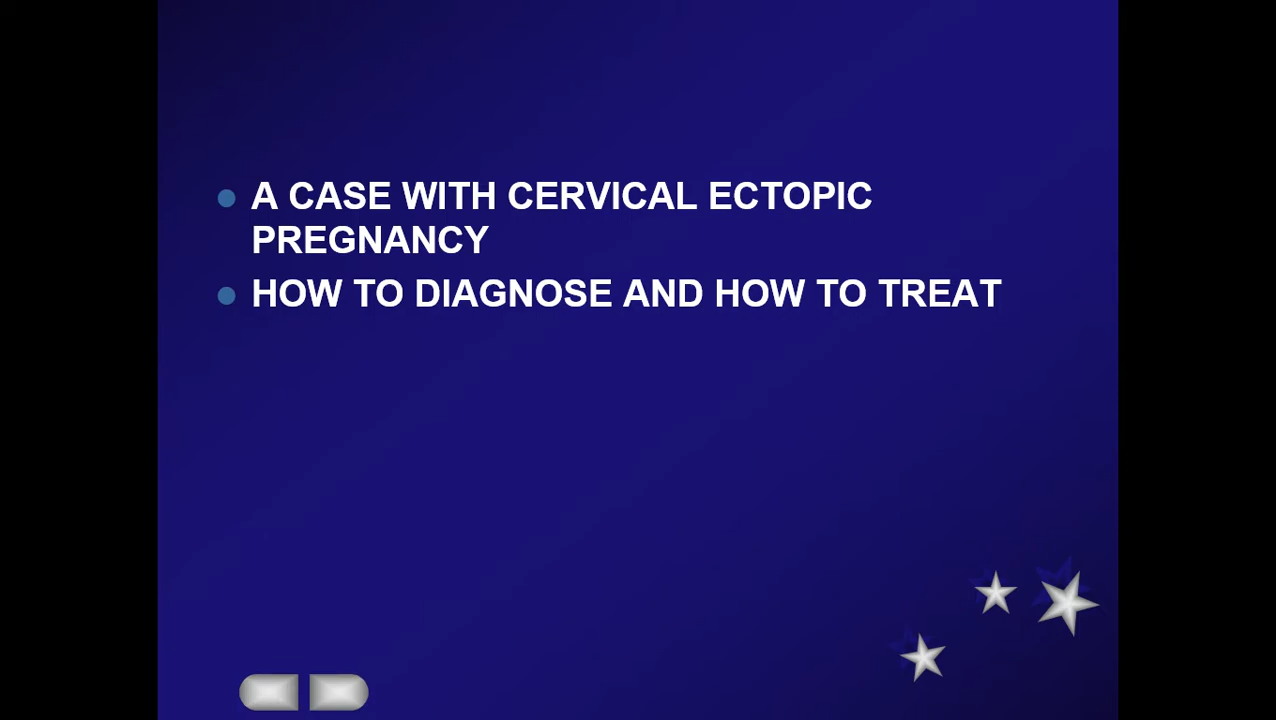 A CASE WITH CERVICAL ECTOPIC
PREGNANCY
HOW TO DIAGNOSE AND HOW TO TREAT